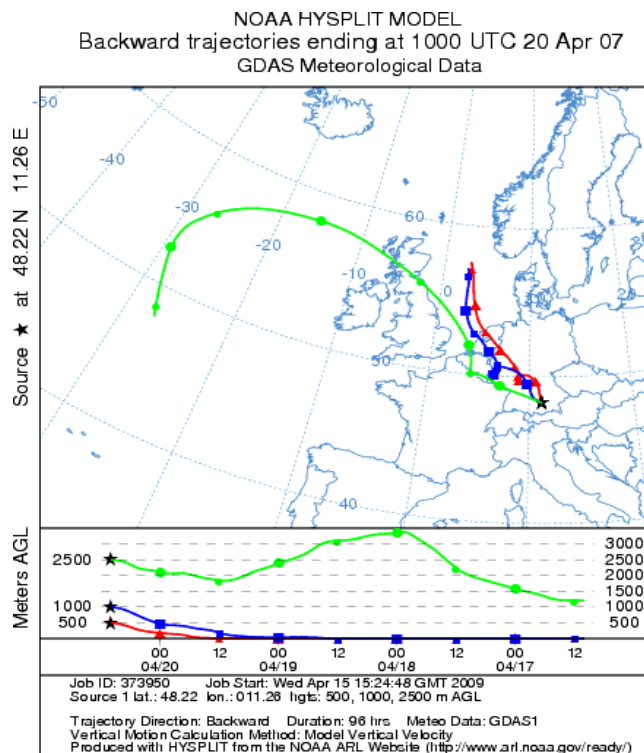 NOAA HYSPLIT MODEL
Backward trajectories ending at 1000 UTC 20 Apr 07
GDAS Meteorological Data
Source ★ at 48.22 N 11.26 E
-50
-40
-30
-20
-10
60
0
10
20
50
40
Meters AGL
2500
1000
500
3000
2500
2000
1500
1000
500
00 12 00 12 00 12 00 12
04/20 04/19 04/18 04/17
Job ID: 373950 Job Start: Wed Apr 15 15:24:48 GMT 2009
Source 1 lat.: 48.22 lon.: 011.26 hgts: 500, 1000, 2500 m AGL
Trajectory Direction: Backward Duration: 96 hrs Meteo Data: GDAS1
Vertical Motion Calculation Method: Model Vertical Velocity
Produced with HYSPLIT from the NOAA ARL Website (http://www.arl.noaa.gov/ready/)